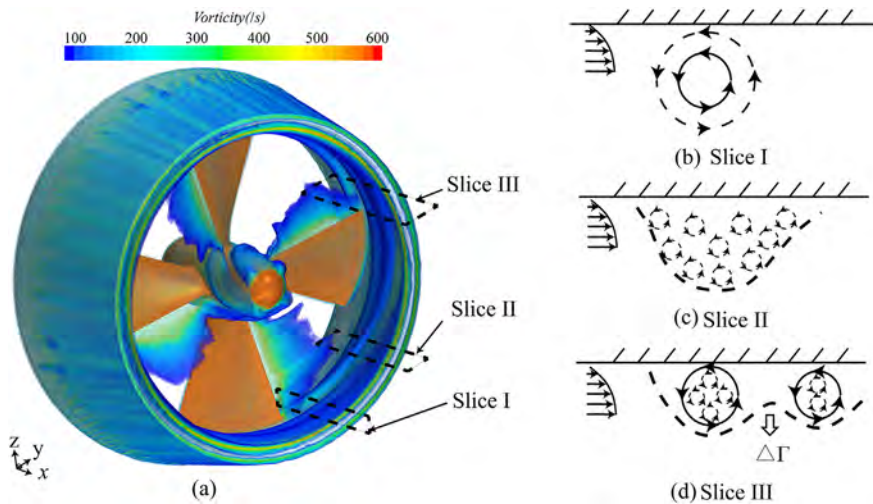 Vorticity(/s)
100 200 300 400 500 600
Slice III
Slice II
Slice I
z
y
x
(a)
(b) Slice I
(c) Slice II
△Γ
(d) Slice III